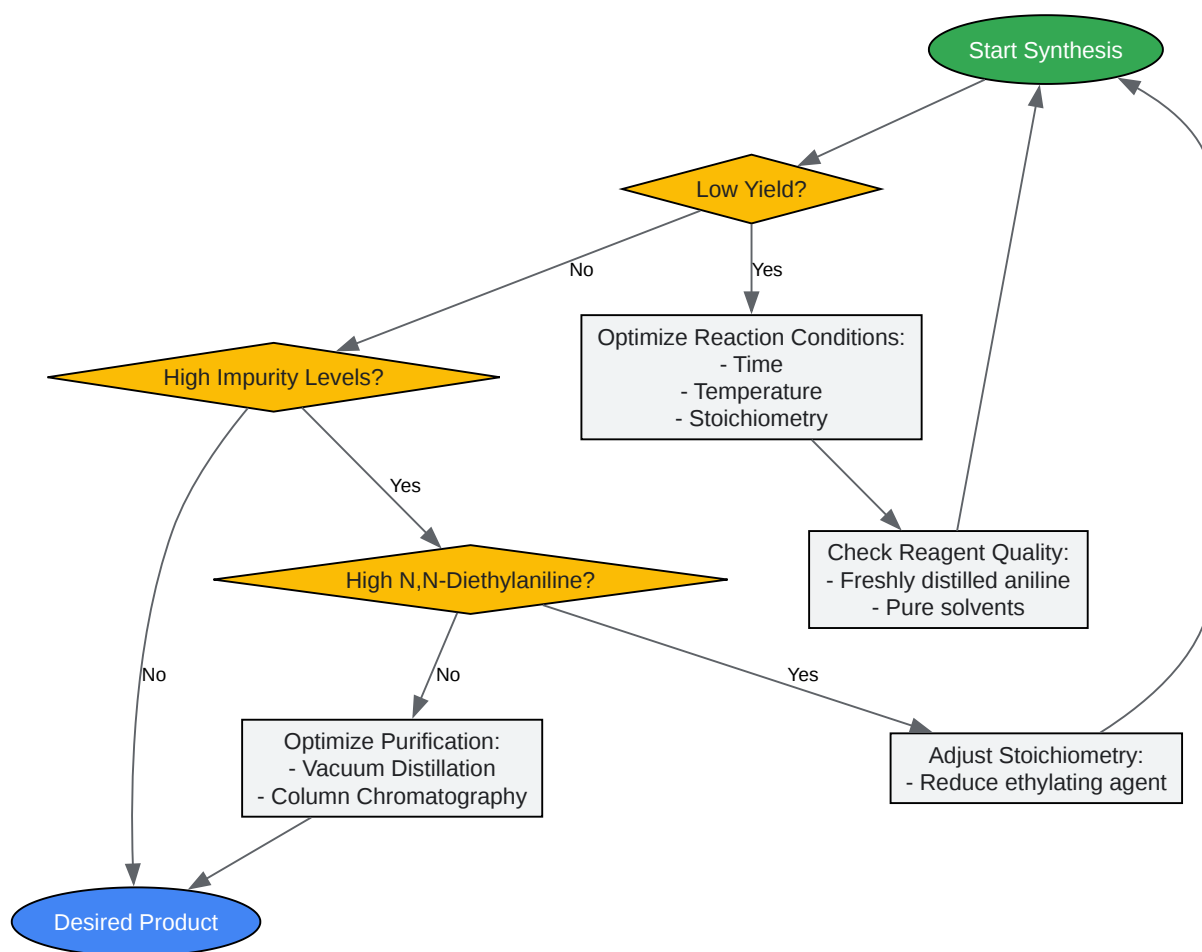 Start Synthesis
Low Yield?
No
Yes
Optimize Reaction Conditions:
- Time
- Temperature
- Stoichiometry
High Impurity Levels?
Yes
Check Reagent Quality:
- Freshly distilled aniline
- Pure solvents
High N,N-Diethylaniline?
No
No
Yes
Optimize Purification:
- Vacuum Distillation
- Column Chromatography
Adjust Stoichiometry:
- Reduce ethylating agent
Desired Product